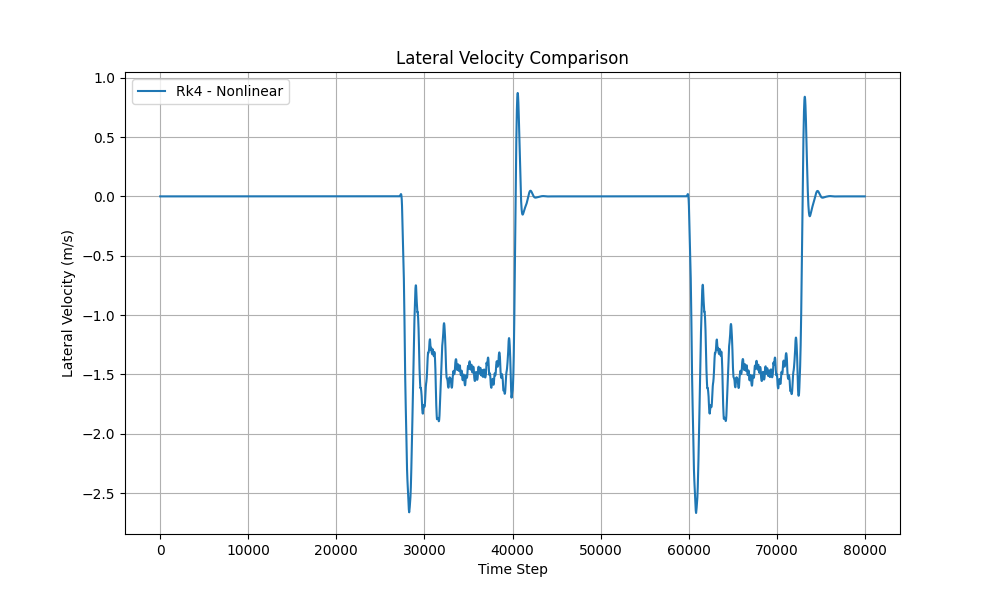 Lateral Velocity Comparison
Rk4 - Nonlinear
1.0
0.5
0.0
−0.5
−1.0
−1.5
−2.0
−2.5
Lateral Velocity (m/s)
0 10000 20000 30000 40000 50000 60000 70000 80000
Time Step